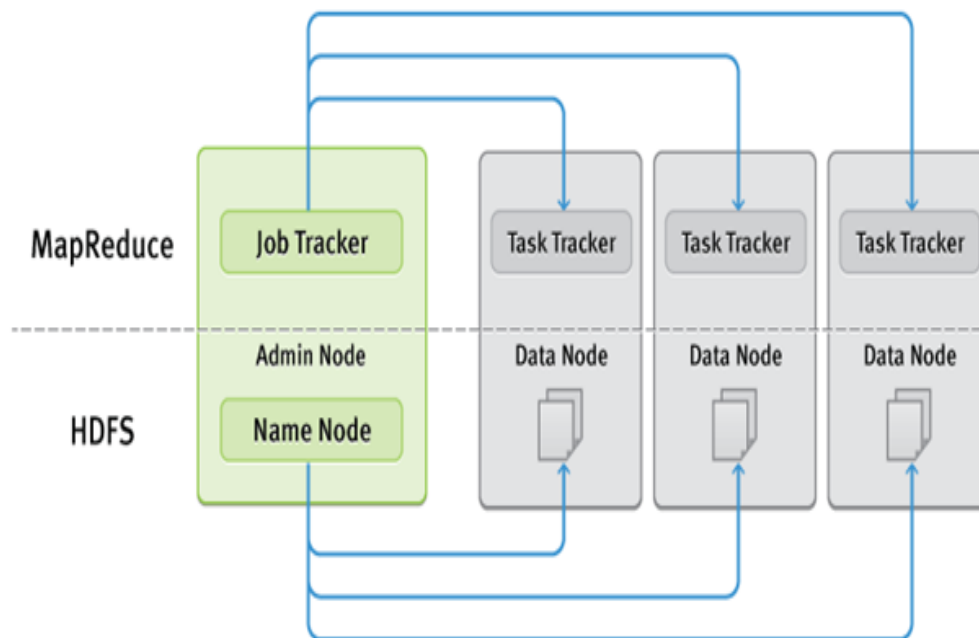 MapReduce
Job Tracker
Task Tracker
Task Tracker
Task Tracker
Admin Node
Data Node
Data Node
Data Node
HDFS
Name Node